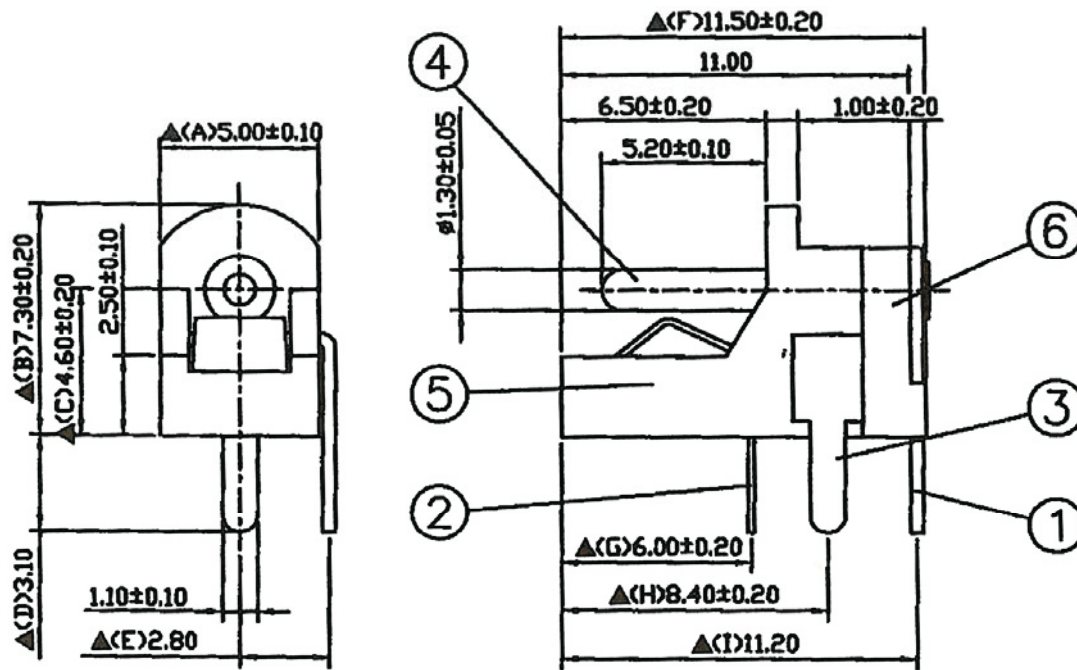 ▲(F)11.50±0.20
11.00
6.50±0.20
1.00±0.20
5.20±0.10
ø1.30±0.05
④
⑥
⑤
③
②
①
▲(A)5.00±0.10
▲(B)7.30±0.20
▲(C)4.60±0.20
2.50±0.10
▲(D)3.10
1.10±0.10
▲(E)2.80
▲(G)6.00±0.20
▲(H)8.40±0.20
▲(I)11.20